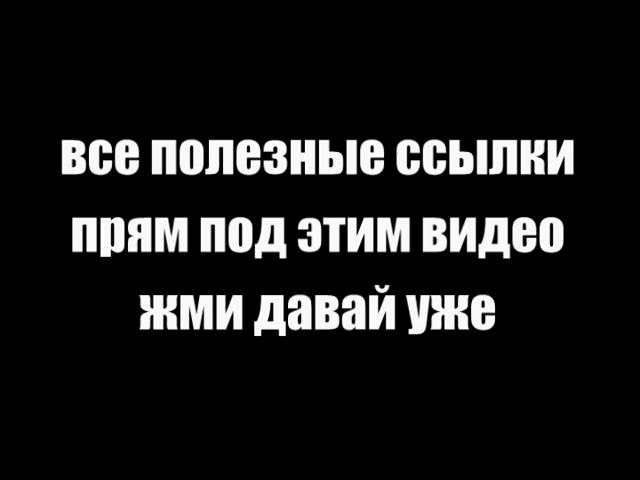 все полезные ссылки
прям под этим видео
жми давай уже